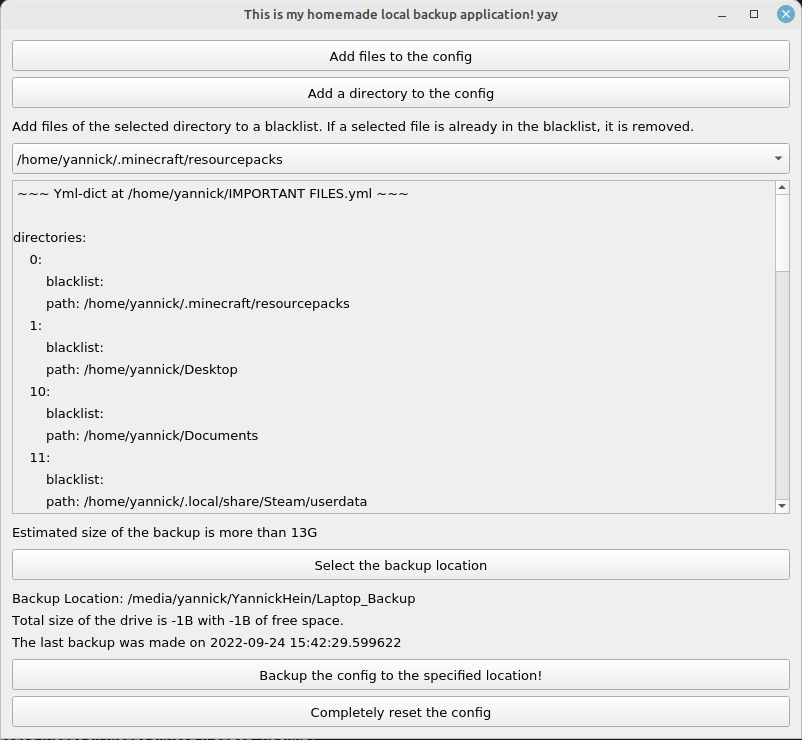 This is my homemade local backup application! yay
Add files to the config
Add a directory to the config
Add files of the selected directory to a blacklist. If a selected file is already in the blacklist, it is removed.
/home/yannick/.minecraft/resourcepacks
~~~ Yml-dict at /home/yannick/IMPORTANT FILES.yml ~~~
directories:
0:
blacklist:
path: /home/yannick/.minecraft/resourcepacks
1:
blacklist:
path: /home/yannick/Desktop
10:
blacklist:
path: /home/yannick/Documents
11:
blacklist:
path: /home/yannick/.local/share/Steam/userdata
Estimated size of the backup is more than 13G
Select the backup location
Backup Location: /media/yannick/YannickHein/Laptop_Backup
Total size of the drive is -1B with -1B of free space.
The last backup was made on 2022-09-24 15:42:29.599622
Backup the config to the specified location!
Completely reset the config